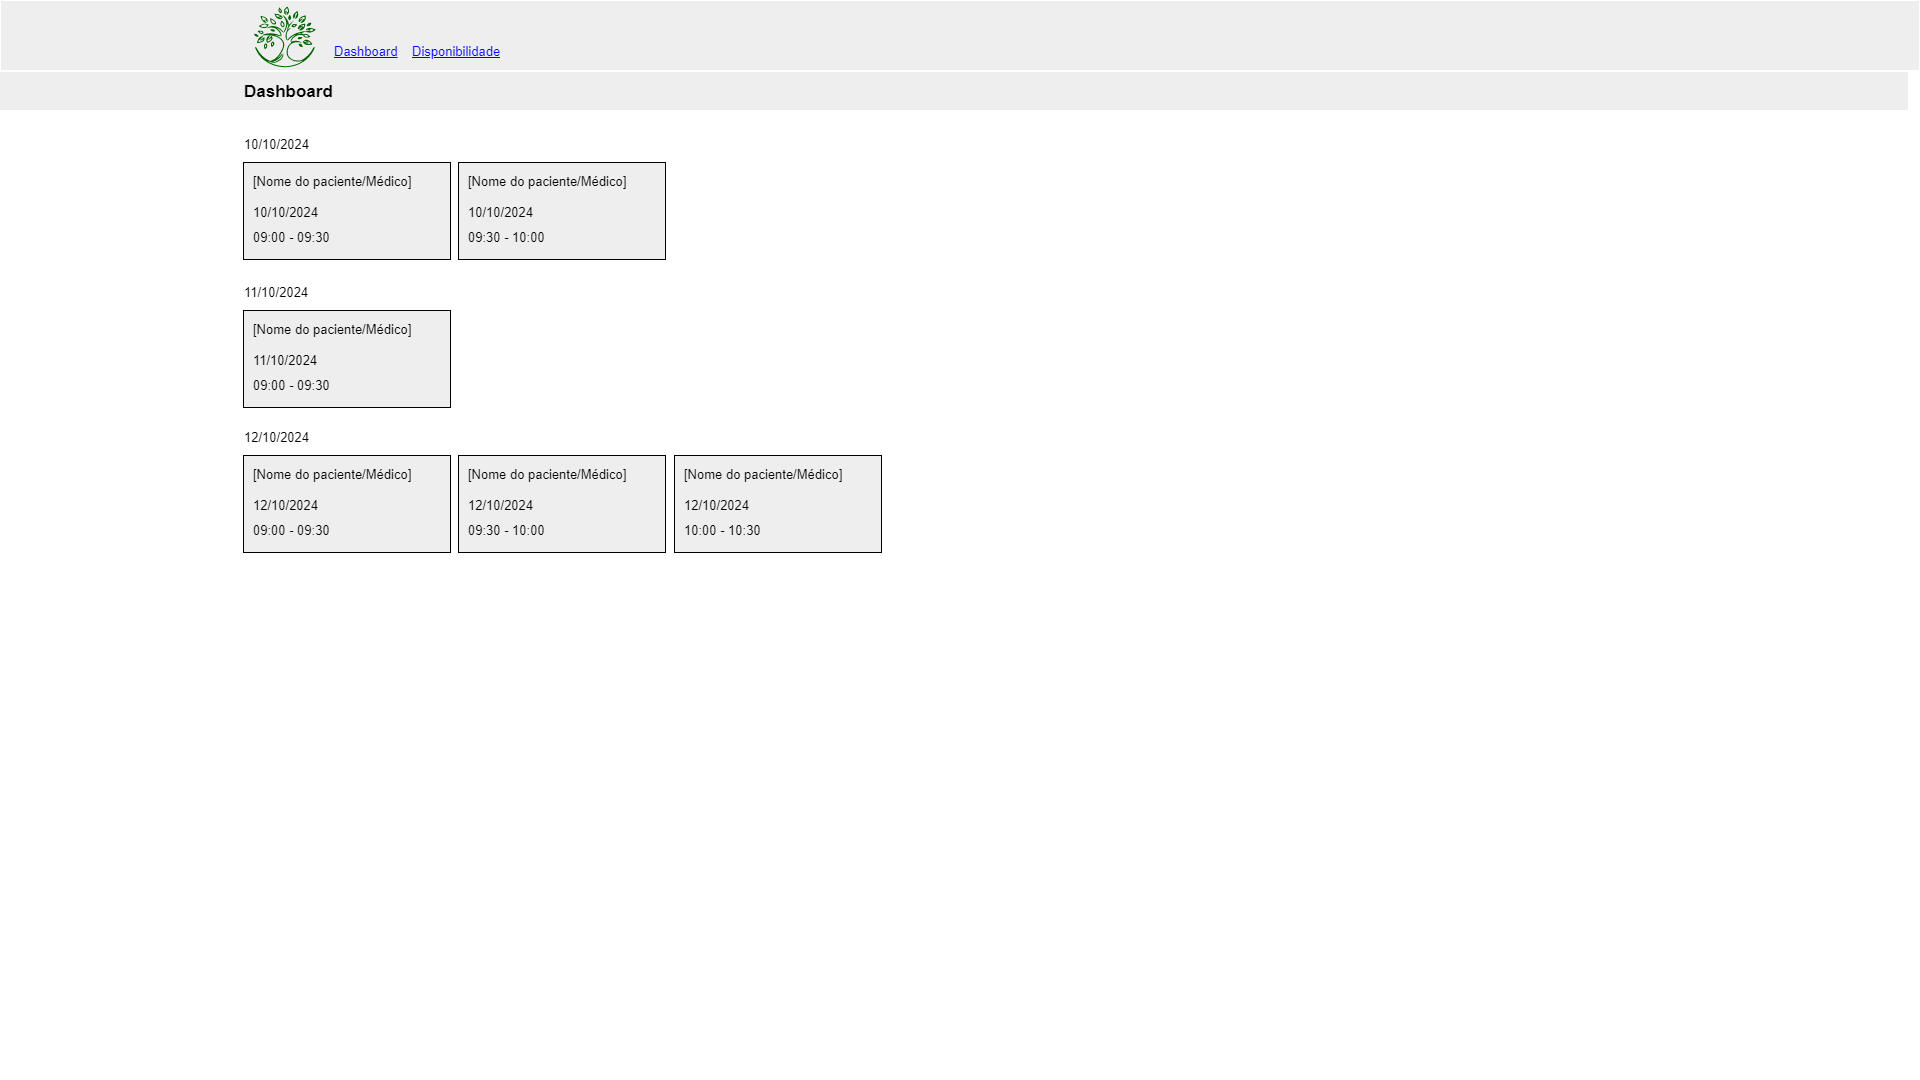 Dashboard Disponibilidade
Dashboard
10/10/2024
[Nome do paciente/Médico] [Nome do paciente/Médico]
10/10/2024 10/10/2024
09:00 - 09:30 09:30 - 10:00
11/10/2024
[Nome do paciente/Médico]
11/10/2024
09:00 - 09:30
12/10/2024
[Nome do paciente/Médico] [Nome do paciente/Médico] [Nome do paciente/Médico]
12/10/2024 12/10/2024 12/10/2024
09:00 - 09:30 09:30 - 10:00 10:00 - 10:30